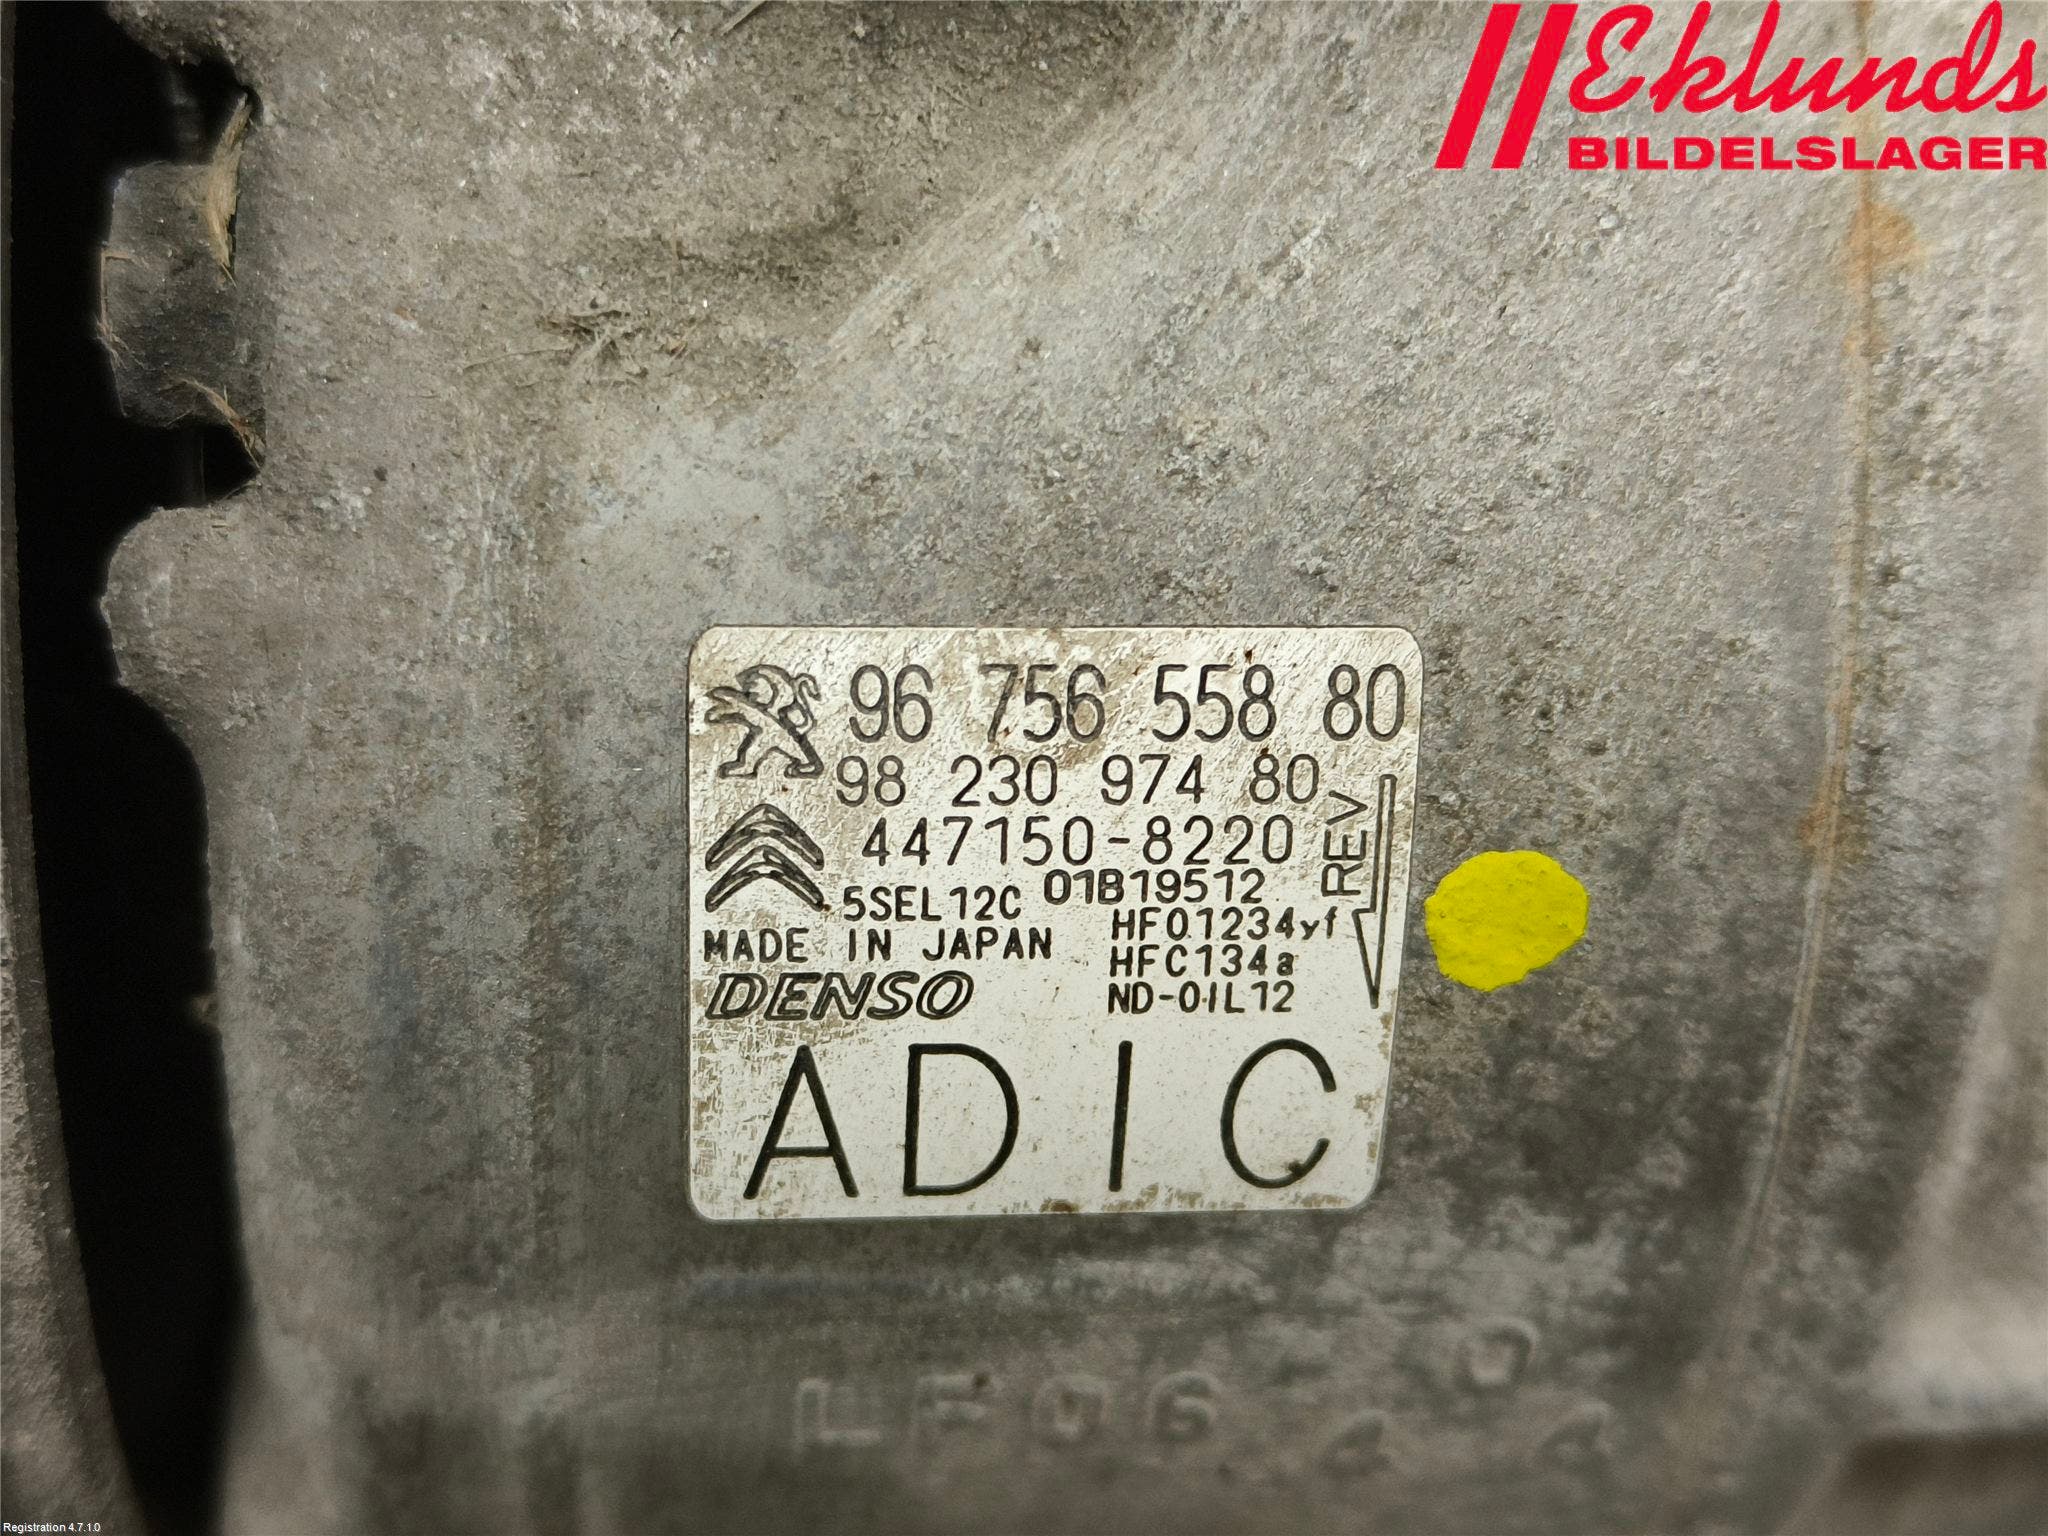 Eklunds
BILDELSLAGER
96 756 558 80
98 230 974 80
447150-8220
5SEL12C 01B19512
REV
HFO1234yf
MADE IN JAPAN
HFC134a
DENSO
ND-OIL12
ADIC
Registration 4.7.1.0